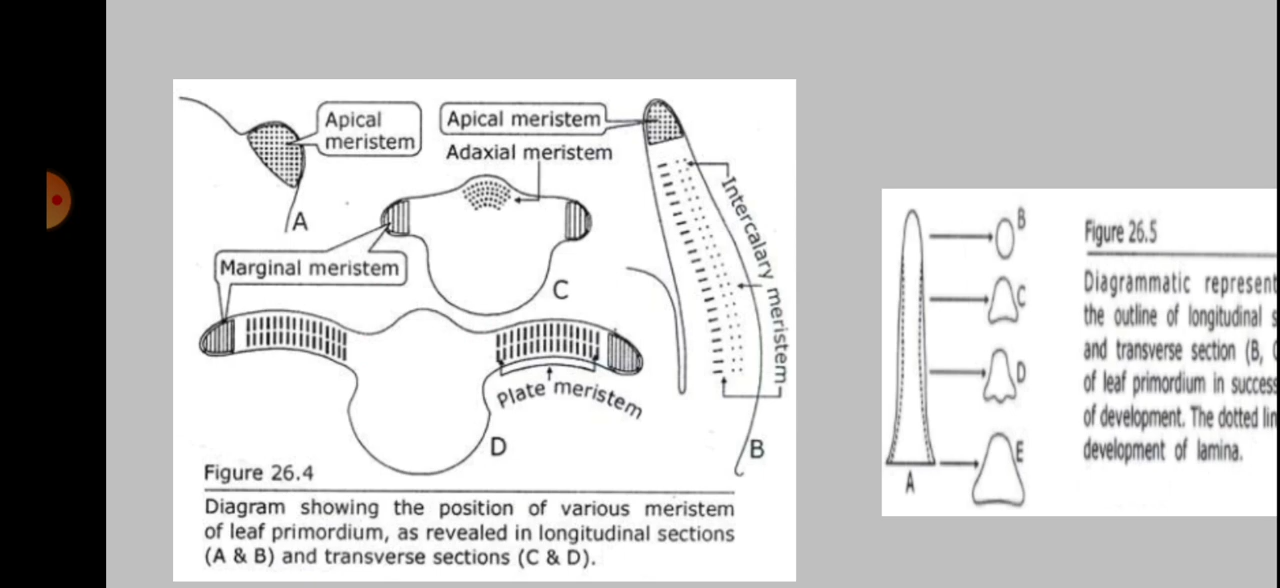 Apical
meristem
Apical meristem
Adaxial meristem
A
Intercalary meristem
Marginal meristem
C
Plate meristem
D
B
Figure 26.4
Diagram showing the position of various meristem
of leaf primordium, as revealed in longitudinal sections
(A & B) and transverse sections (C & D).
B
C
D
E
A
Figure 26.5
Diagrammatic represent
the outline of longitudinal s
and transverse section (B,
of leaf primordium in success
of development. The dotted lin
development of lamina.